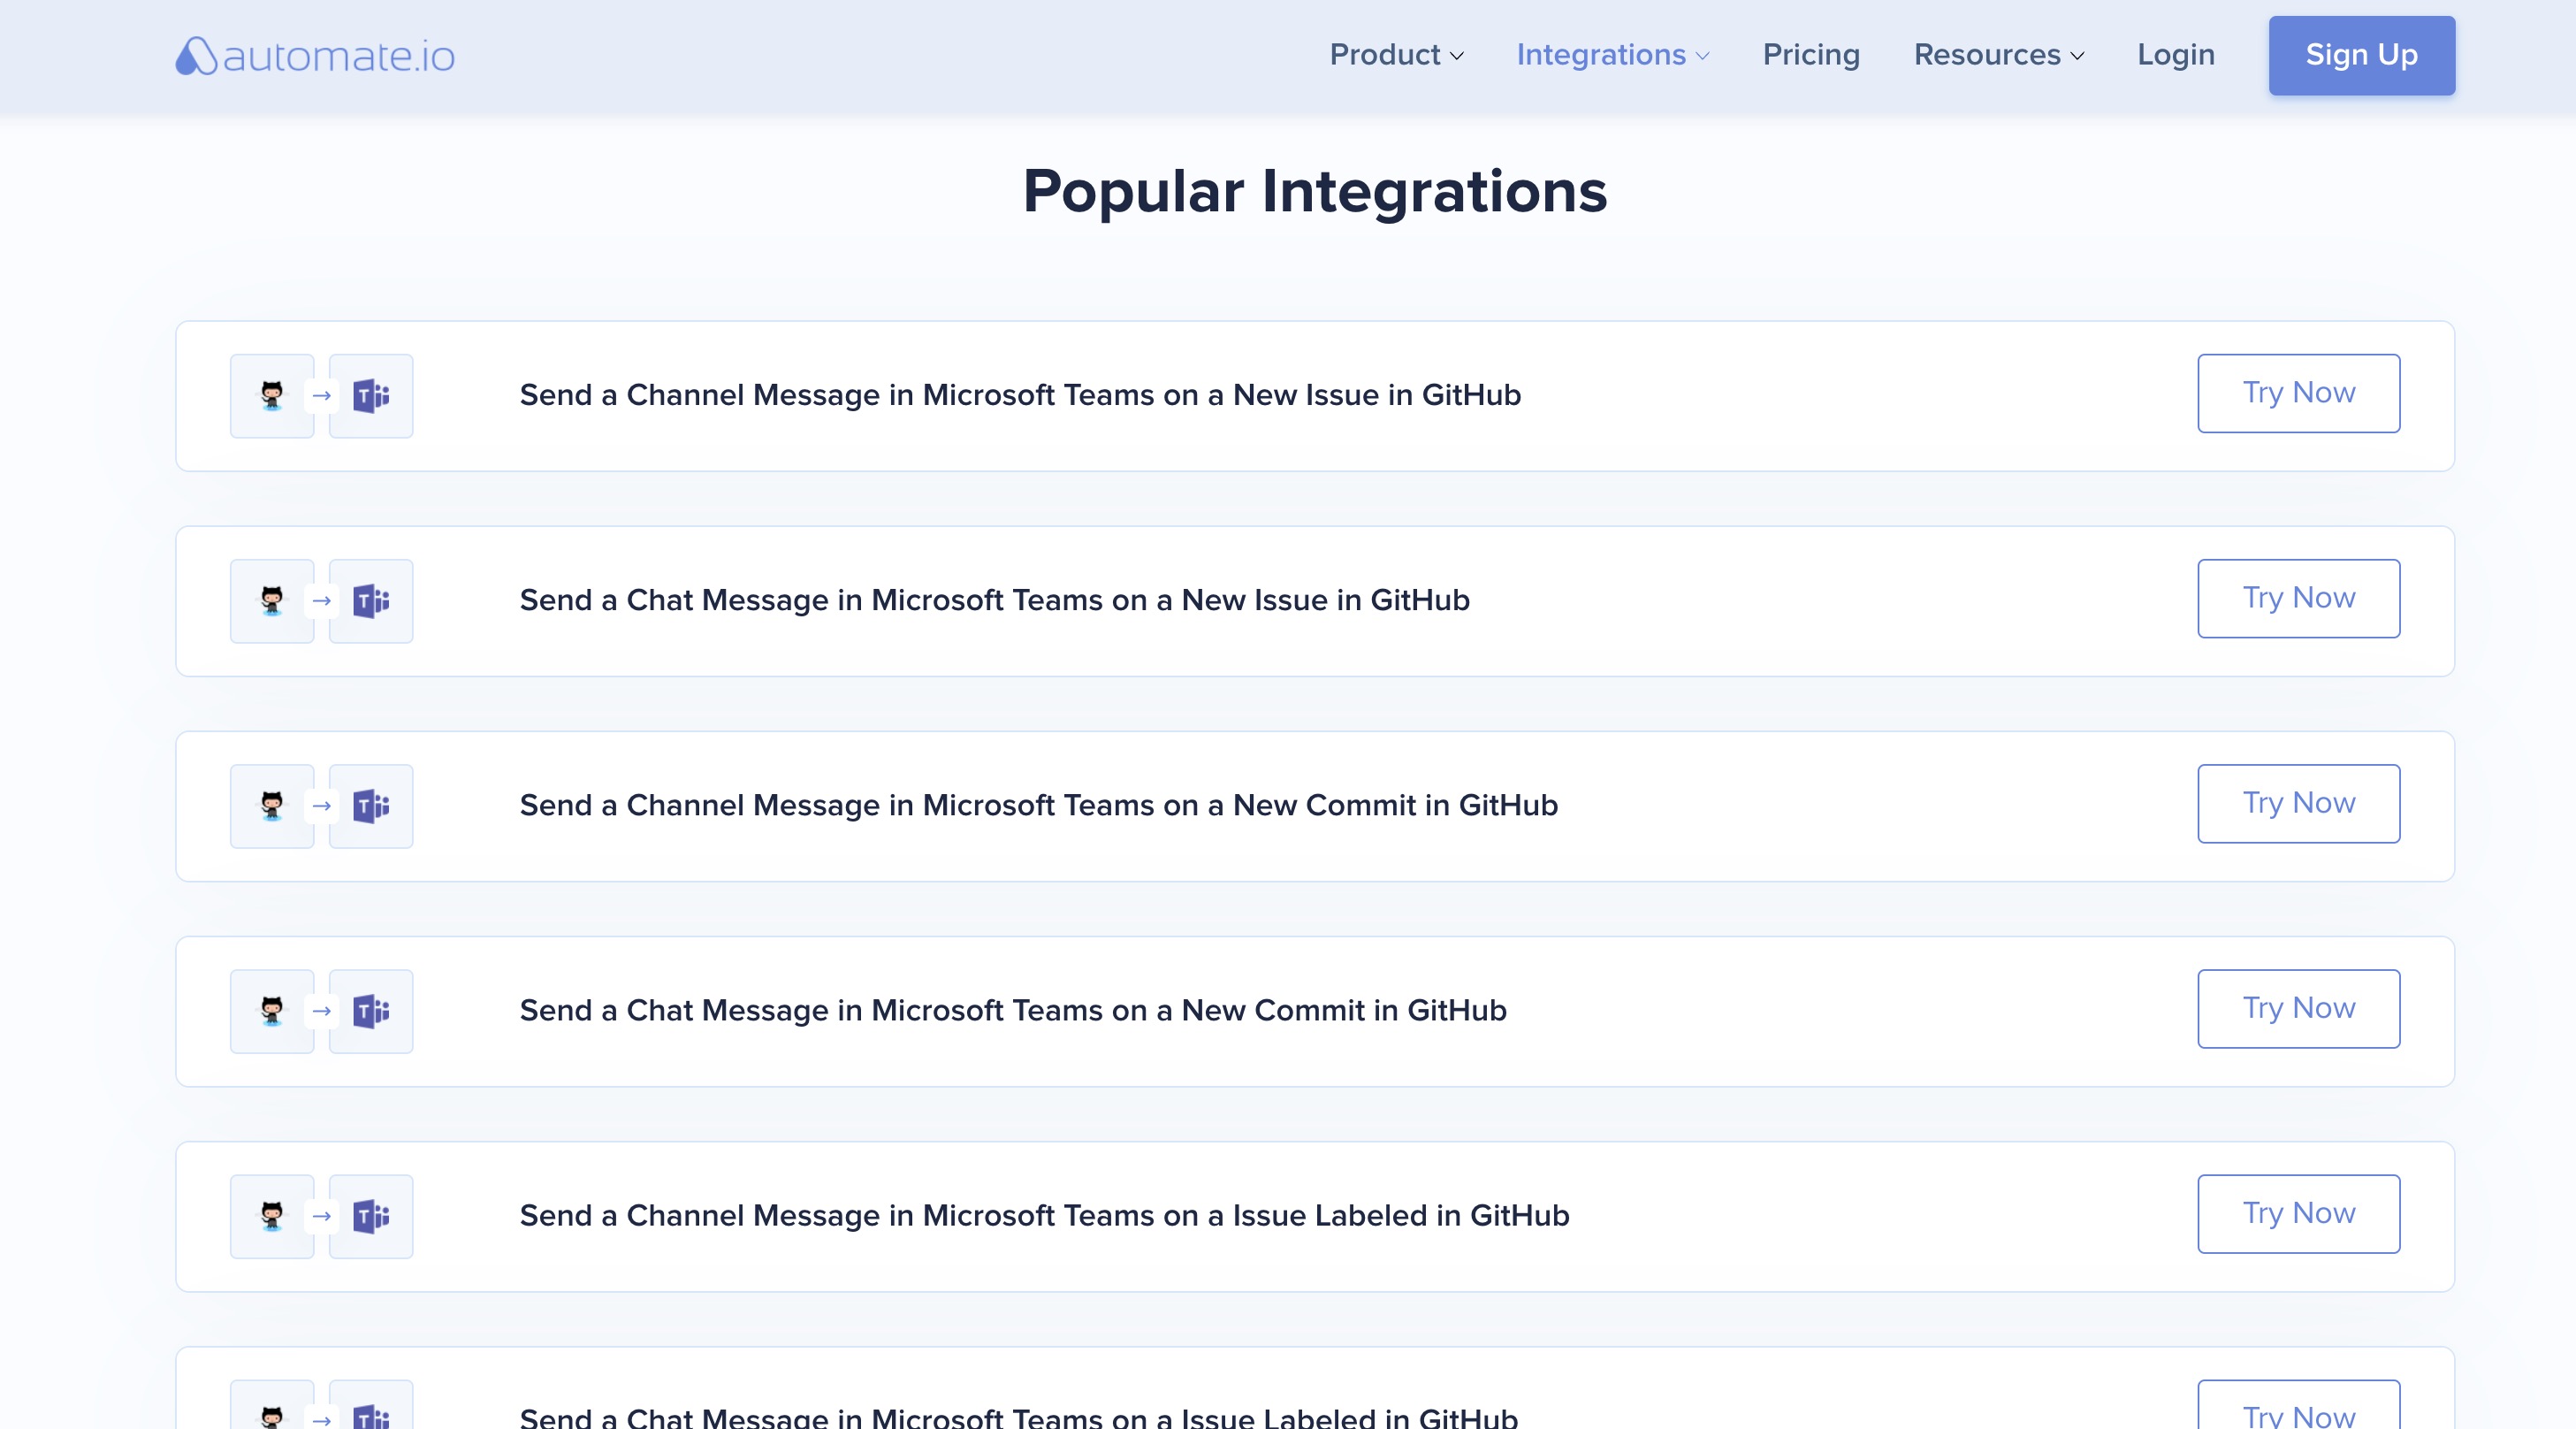 automate.io
Product
Integrations
Pricing
Resources
Login
Sign Up
Popular Integrations
Send a Channel Message in Microsoft Teams on a New Issue in GitHub
Try Now
Send a Chat Message in Microsoft Teams on a New Issue in GitHub
Try Now
Send a Channel Message in Microsoft Teams on a New Commit in GitHub
Try Now
Send a Chat Message in Microsoft Teams on a New Commit in GitHub
Try Now
Send a Channel Message in Microsoft Teams on a Issue Labeled in GitHub
Try Now
Send a Chat Message in Microsoft Teams on a Issue Labeled in GitHub
Try Now